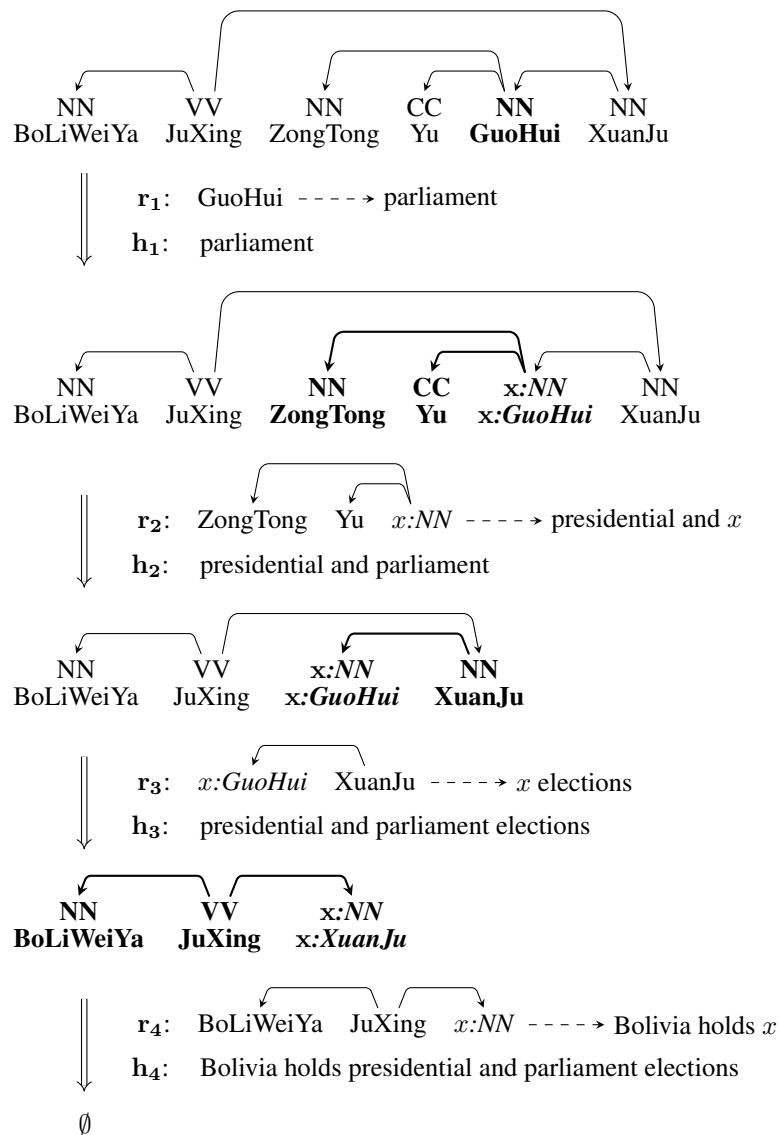 NN VV NN CC NN NN
BoLiWeiYa JuXing ZongTong Yu GuoHui XuanJu
r1: GuoHui parliament
h1: parliament
NN VV NN CC x:NN NN
BoLiWeiYa JuXing ZongTong Yu x:GuoHui XuanJu
r2: ZongTong Yu x:NN presidential and x
h2: presidential and parliament
NN VV x:NN NN
BoLiWeiYa JuXing x:GuoHui XuanJu
r3: x:GuoHui XuanJu x elections
h3: presidential and parliament elections
NN VV x:NN
BoLiWeiYa JuXing x:XuanJu
r4: BoLiWeiYa JuXing x:NN Bolivia holds x
h4: Bolivia holds presidential and parliament elections
∅